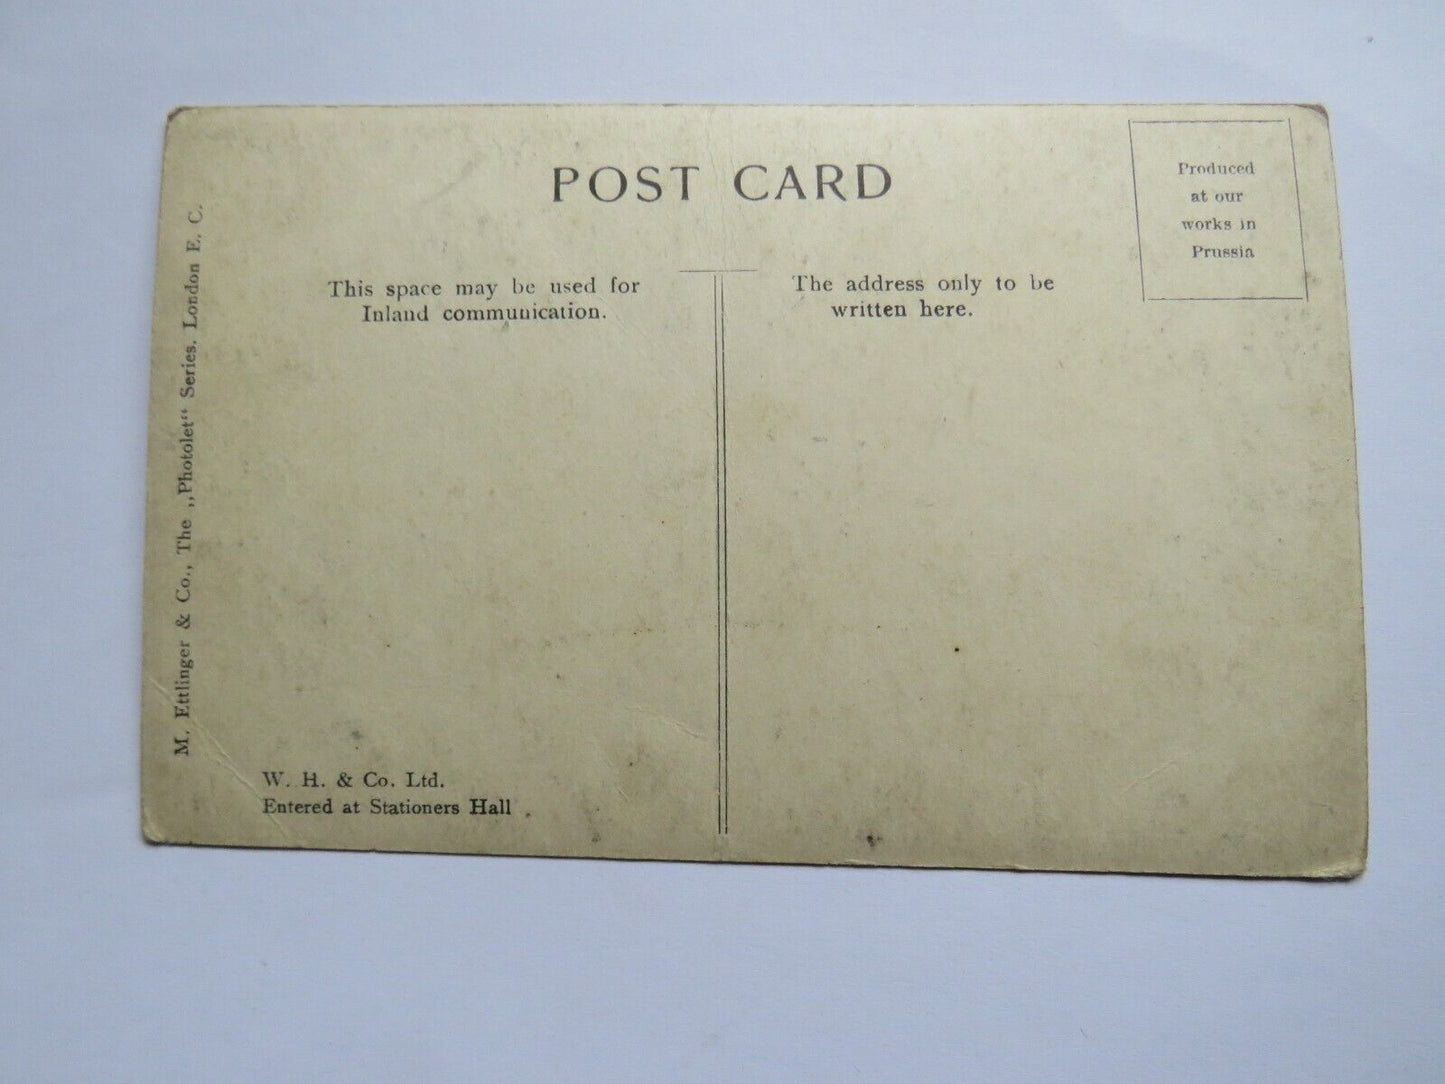 POST CARD
Produced
at our
works in
Prussia
This space may be used for
Inland communication.
The address only to be
written here.
M. Ettlinger & Co., The „Photolet“ Series, London E. C.
W. H. & Co. Ltd.
Entered at Stationers Hall